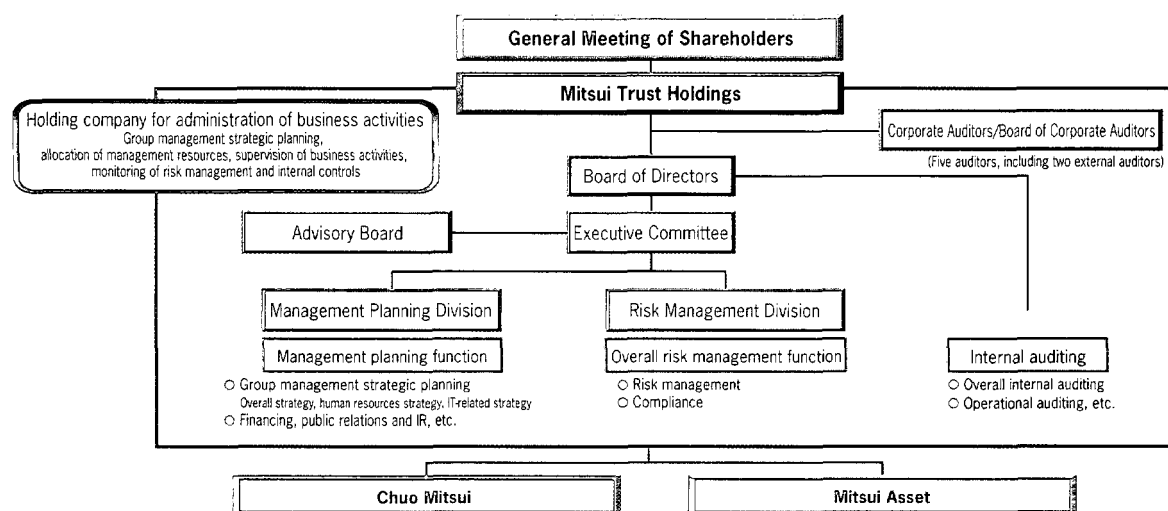 General Meeting of Shareholders
Mitsui Trust Holdings
Holding company for administration of business activities
Group management strategic planning,
allocation of management resources, supervision of business activities,
monitoring of risk management and internal controls
Corporate Auditors/Board of Corporate Auditors
(Five auditors, including two external auditors)
Board of Directors
Advisory Board
Executive Committee
Management Planning Division
Risk Management Division
Management planning function
Overall risk management function
Internal auditing
○ Group management strategic planning
Overall strategy, human resources strategy, IT-related strategy
○ Financing, public relations and IR, etc.
○ Risk management
○ Compliance
○ Overall internal auditing
○ Operational auditing, etc.
Chuo Mitsui
Mitsui Asset